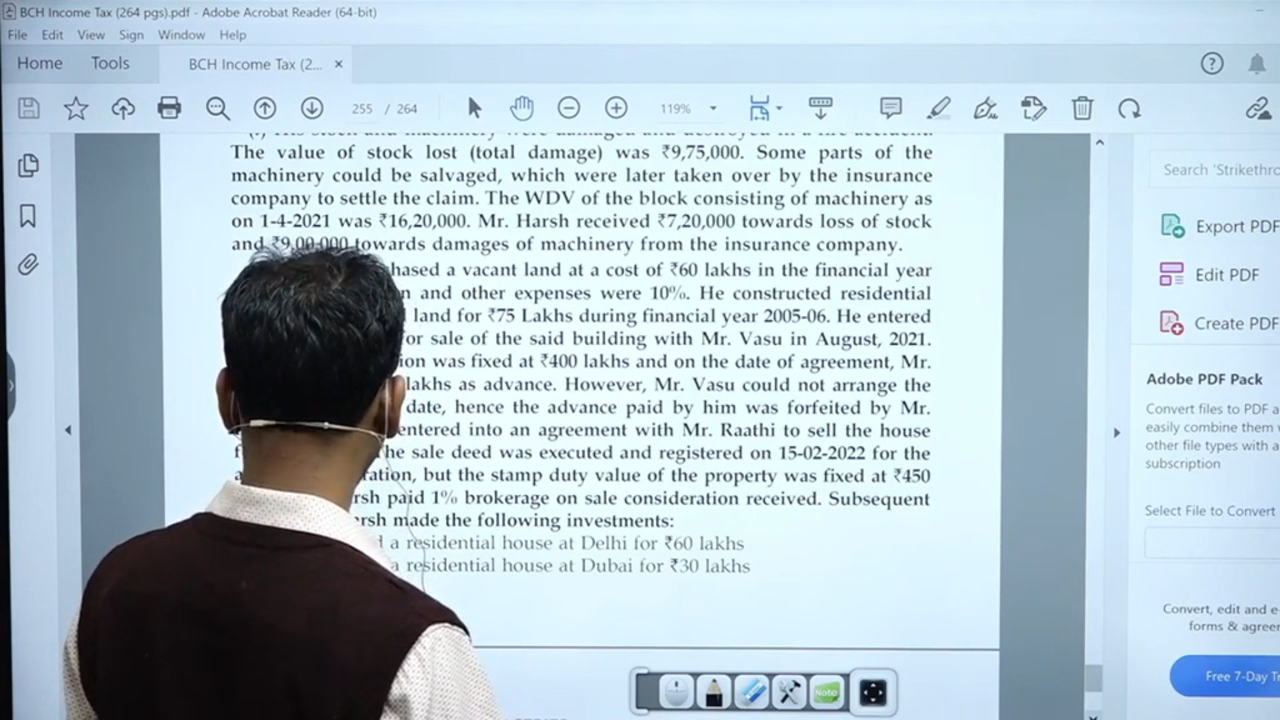 BCH Income Tax (264 pgs).pdf - Adobe Acrobat Reader (64-bit)
File Edit View Sign Window Help
Home Tools BCH Income Tax (2... ×
255 / 264 119%
The value of stock lost (total damage) was ₹9,75,000. Some parts of the
machinery could be salvaged, which were later taken over by the insurance
company to settle the claim. The WDV of the block consisting of machinery as
on 1-4-2021 was ₹16,20,000. Mr. Harsh received ₹7,20,000 towards loss of stock
and ₹9,00,000 towards damages of machinery from the insurance company.
hased a vacant land at a cost of ₹60 lakhs in the financial year
n and other expenses were 10%. He constructed residential
land for ₹75 Lakhs during financial year 2005-06. He entered
or sale of the said building with Mr. Vasu in August, 2021.
ion was fixed at ₹400 lakhs and on the date of agreement, Mr.
lakhs as advance. However, Mr. Vasu could not arrange the
date, hence the advance paid by him was forfeited by Mr.
entered into an agreement with Mr. Raathi to sell the house
he sale deed was executed and registered on 15-02-2022 for the
ration, but the stamp duty value of the property was fixed at ₹450
rsh paid 1% brokerage on sale consideration received. Subsequent
rsh made the following investments:
a residential house at Delhi for ₹60 lakhs
a residential house at Dubai for ₹30 lakhs
Search 'Strikethro
Export PDF
Edit PDF
Create PDF
Adobe PDF Pack
Convert files to PDF a
easily combine them w
other file types with a
subscription
Select File to Convert
Convert, edit and e-
forms & agreer
Free 7-Day Tr
Note